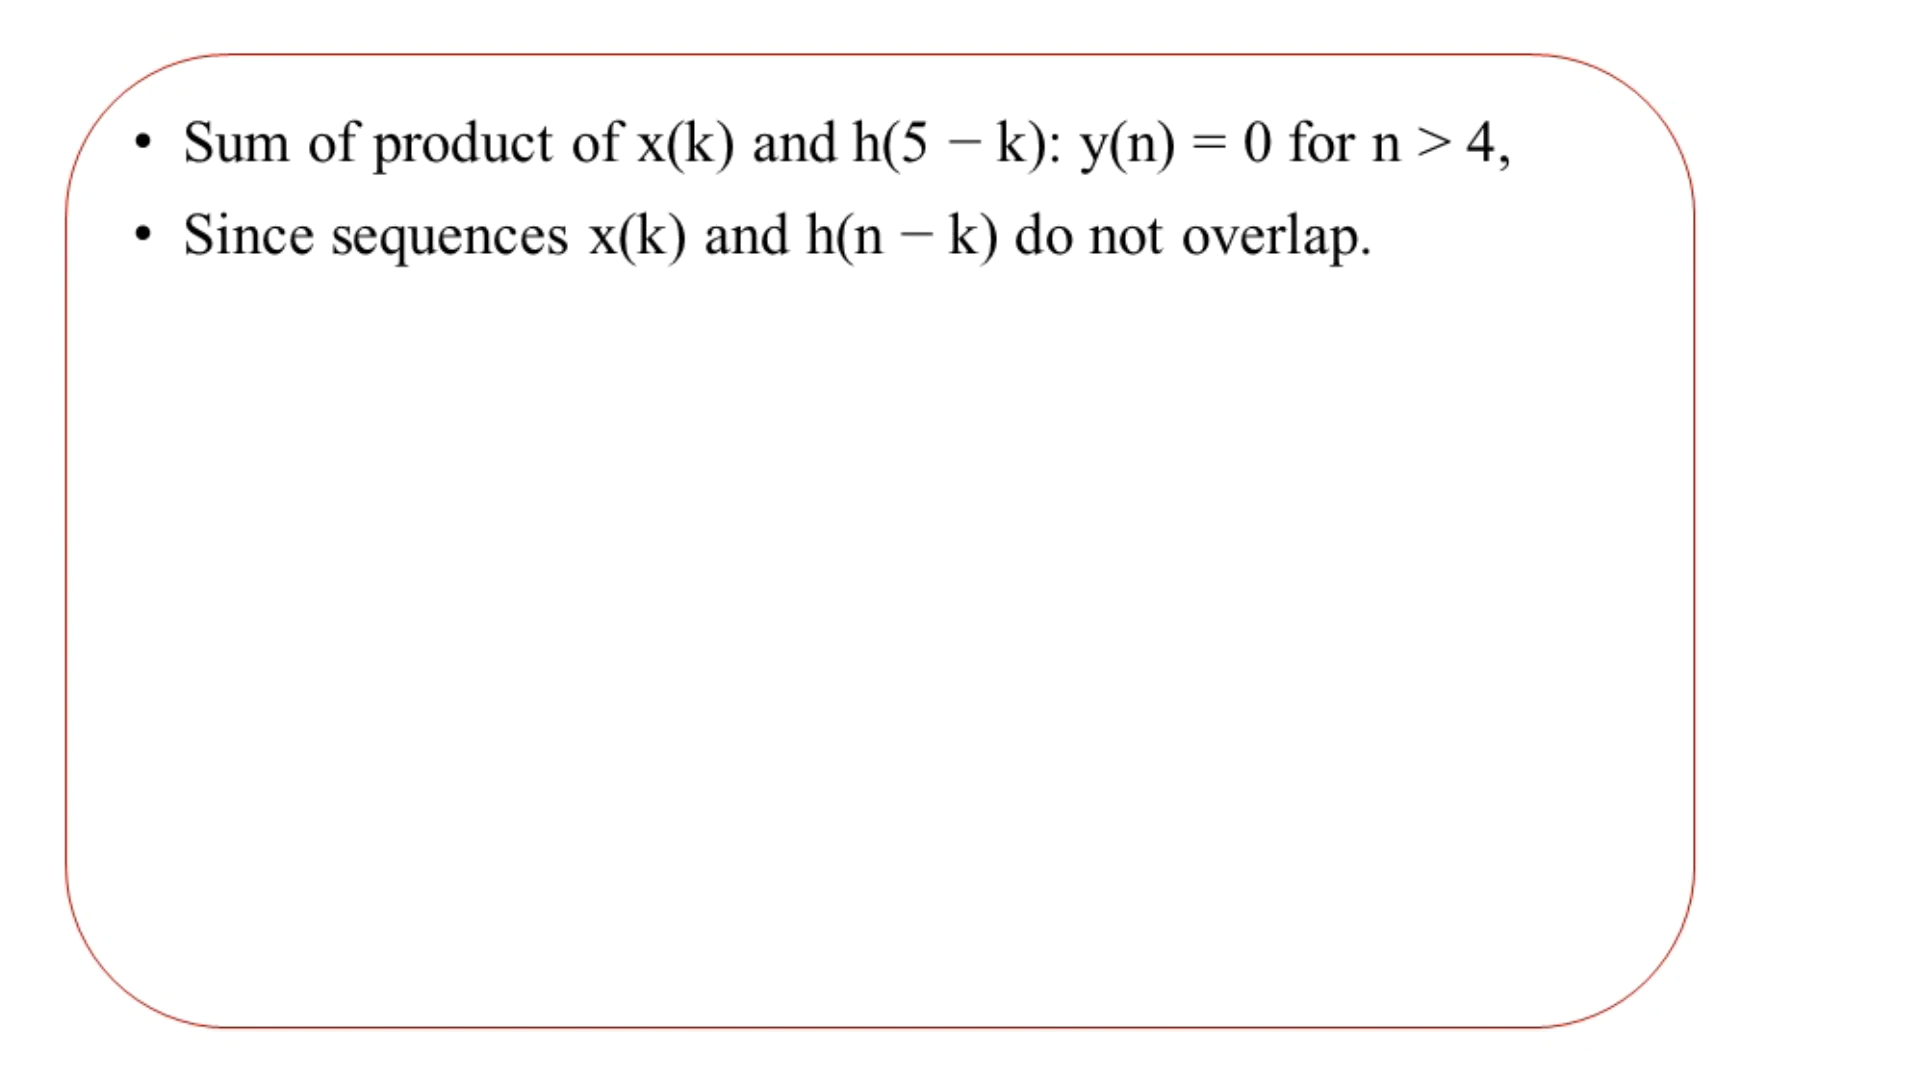 • Sum of product of x(k) and h(5 − k): y(n) = 0 for n > 4,
• Since sequences x(k) and h(n − k) do not overlap.